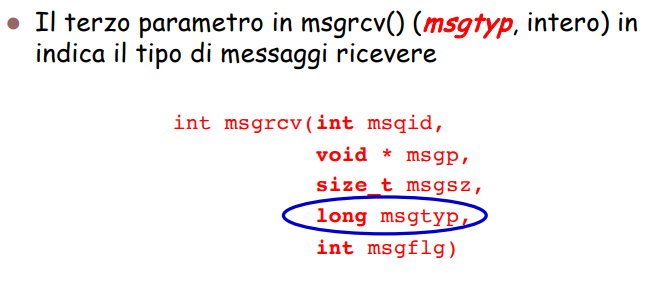 Il terzo parametro in msgrcv() (msgtyp, intero) in
indica il tipo di messaggi ricevere
int msgrcv(int msqid,
void * msgp,
size_t msgsz,
long msgtyp,
int msgflg)